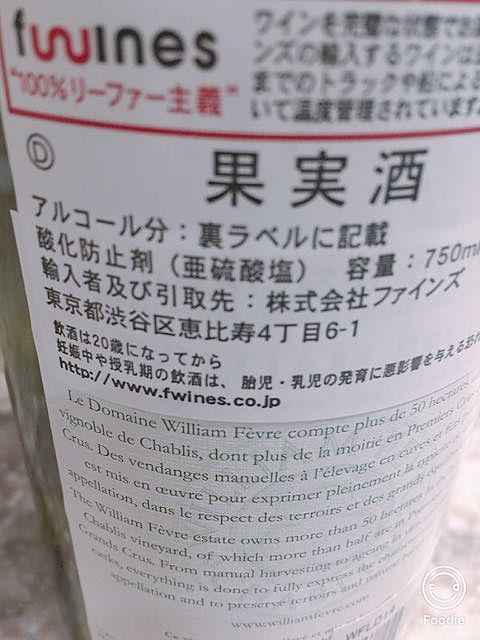 fwines
"100%リーファー主義"
ワインを完璧な状態でお
ンズの輸入するワインは
までのトラックや船による
いて温度管理されています。
D
果実酒
アルコール分：裏ラベルに記載
酸化防止剤（亜硫酸塩） 容量：750ml
輸入者及び引取先：株式会社ファインズ
東京都渋谷区恵比寿4丁目6-1
飲酒は20歳になってから
妊娠中や授乳期の飲酒は、胎児・乳児の発育に悪影響を与える恐れ
http://www.fwines.co.jp
Le Domaine William Fèvre compte plus de 50 hectares
vignoble de Chablis, dont plus de la moitié en Premiers
Crus. Des vendanges manuelles à l'élevage en cuves et
est mis en œuvre pour exprimer pleinement la
appellation, dans le respect des terroirs et des grands
The William Fèvre estate owns more than 50 hectares
Chablis vineyard, of which more than half are in
Grands Crus. From manual harvesting to ageing in
casks, everything is done to fully express the
appellation and to preserve terroirs and natural
www.williamfevre.com
WFLD14
Foodie